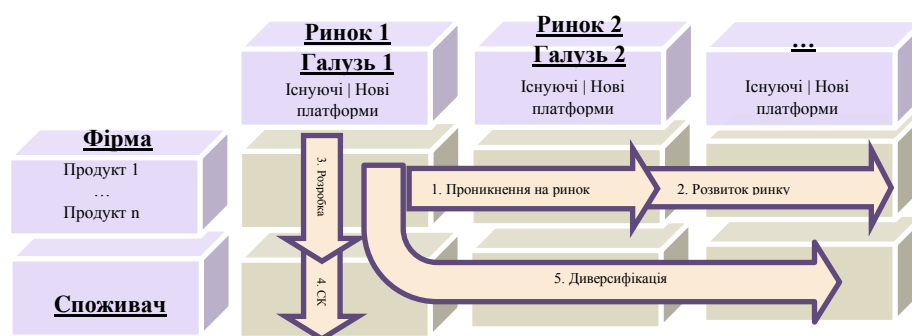 Ринок 1
Галузь 1
Існуючі | Нові
платформи
Ринок 2
Галузь 2
Існуючі | Нові
платформи
…
Існуючі | Нові
платформи
Фірма
Продукт 1
…
Продукт n
3. Розробка
1. Проникнення на ринок
2. Розвиток ринку
Споживач
4. СК
5. Диверсифікація